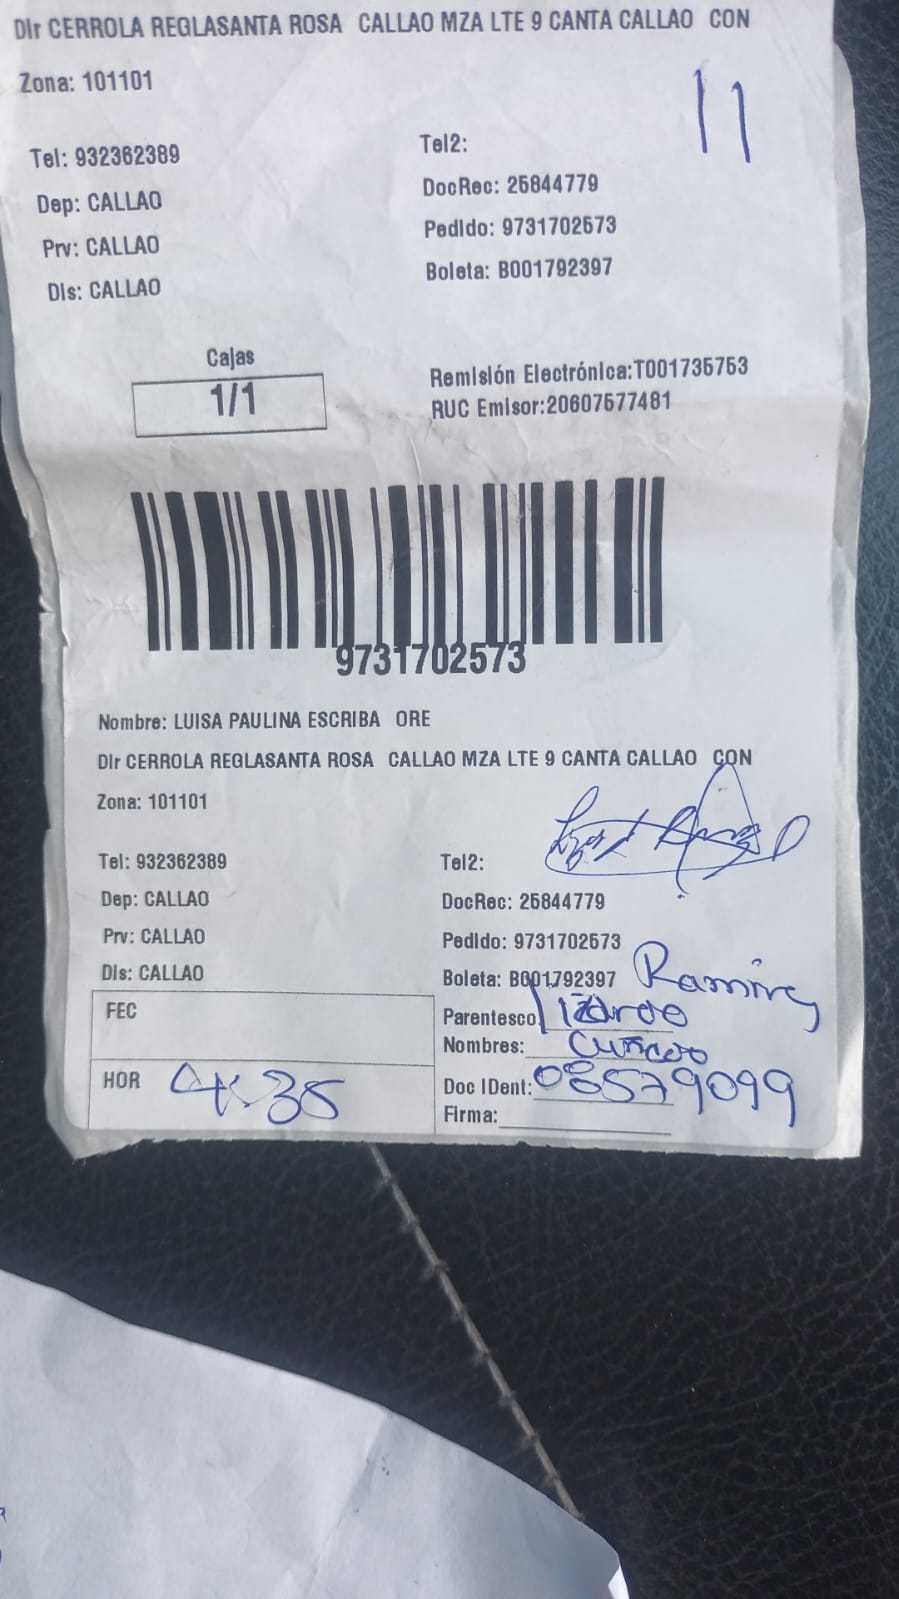 DIr CERROLA REGLASANTA ROSA CALLAO MZA LTE 9 CANTA CALLAO CON
Zona: 101101
11
Tel: 932362389
Tel2:
Dep: CALLAO
DocRec: 25844779
Prv: CALLAO
Pedido: 9731702573
Dis: CALLAO
Boleta: B001792397
Cajas
1/1
Remisión Electrónica:T001735753
RUC Emisor:20607577481
9731702573
Nombre: LUISA PAULINA ESCRIBA ORE
DIr CERROLA REGLASANTA ROSA CALLAO MZA LTE 9 CANTA CALLAO CON
Zona: 101101
Tel: 932362389
Tel2:
Dep: CALLAO
DocRec: 25844779
Prv: CALLAO
Pedido: 9731702573
Dis: CALLAO
Boleta: B001792397
Ramirez
FEC
Parentesco: Lizardo
Nombres: Cuñado
HOR 4:35
Doc IDent: 08579099
Firma: